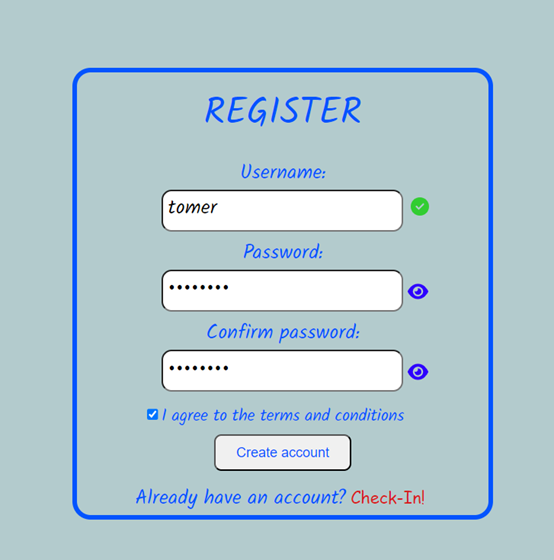 REGISTER
Username:
tomer
Password:
••••••••
Confirm password:
••••••••
I agree to the terms and conditions
Create account
Already have an account? Check-In!